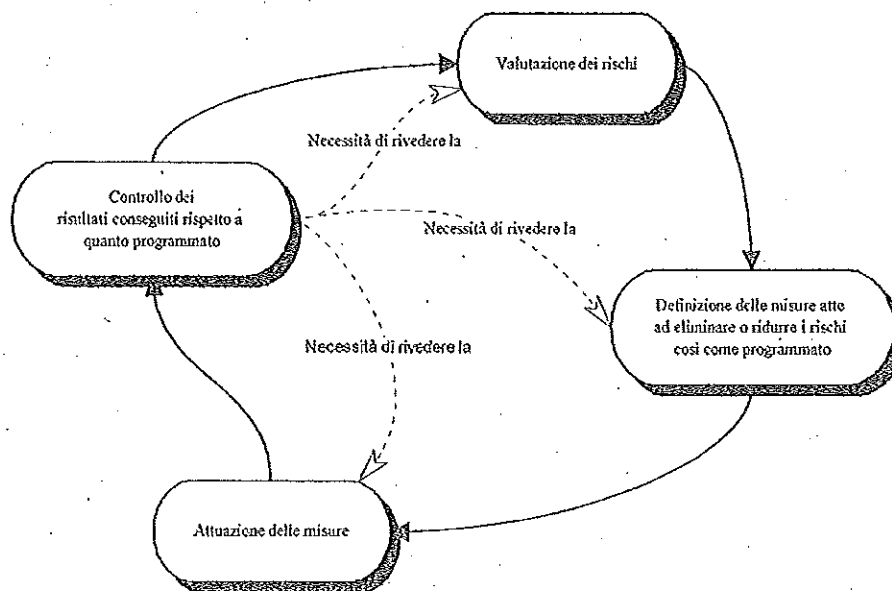 Valutazione dei rischi
Necessità di rivedere la
Controllo dei
risultati conseguiti rispetto a
quanto programmato
Necessità di rivedere la
Definizione delle misure atte
ad eliminare o ridurre i rischi
così come programmato
Necessità di rivedere la
Attuazione delle misure